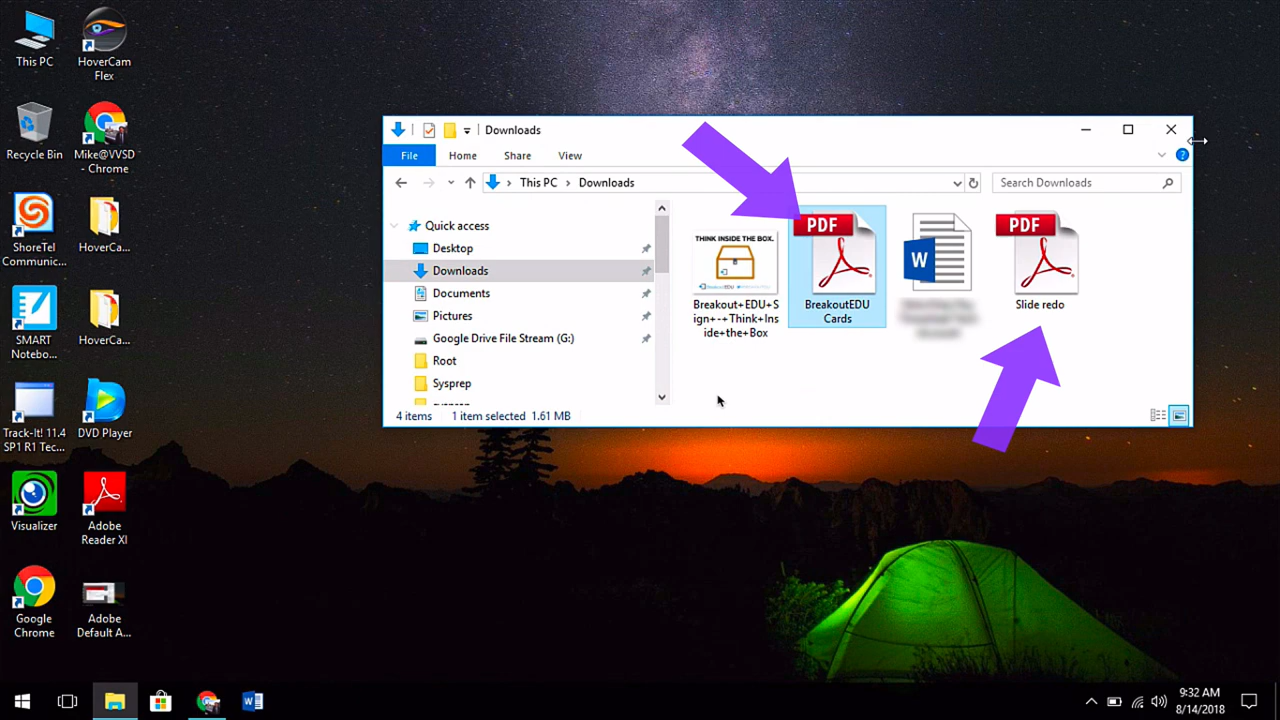 This PC
HoverCam
Flex
Recycle Bin
Mike@VVSD
- Chrome
ShoreTel
Communic...
HoverCa...
SMART
Notebo...
HoverCa...
Track-It! 11.4
SP1 R1 Tec...
DVD Player
Visualizer
Adobe
Reader XI
Google
Chrome
Adobe
Default A...
Downloads
File
Home
Share
View
This PC
Downloads
Search Downloads
Quick access
Desktop
Downloads
Documents
Pictures
Google Drive File Stream (G:)
Root
Sysprep
THINK INSIDE THE BOX.
Breakout+EDU+S
ign+-+Think+Ins
ide+the+Box
PDF
BreakoutEDU
Cards
W
PDF
Slide redo
4 items
1 item selected 1.61 MB
9:32 AM
8/14/2018